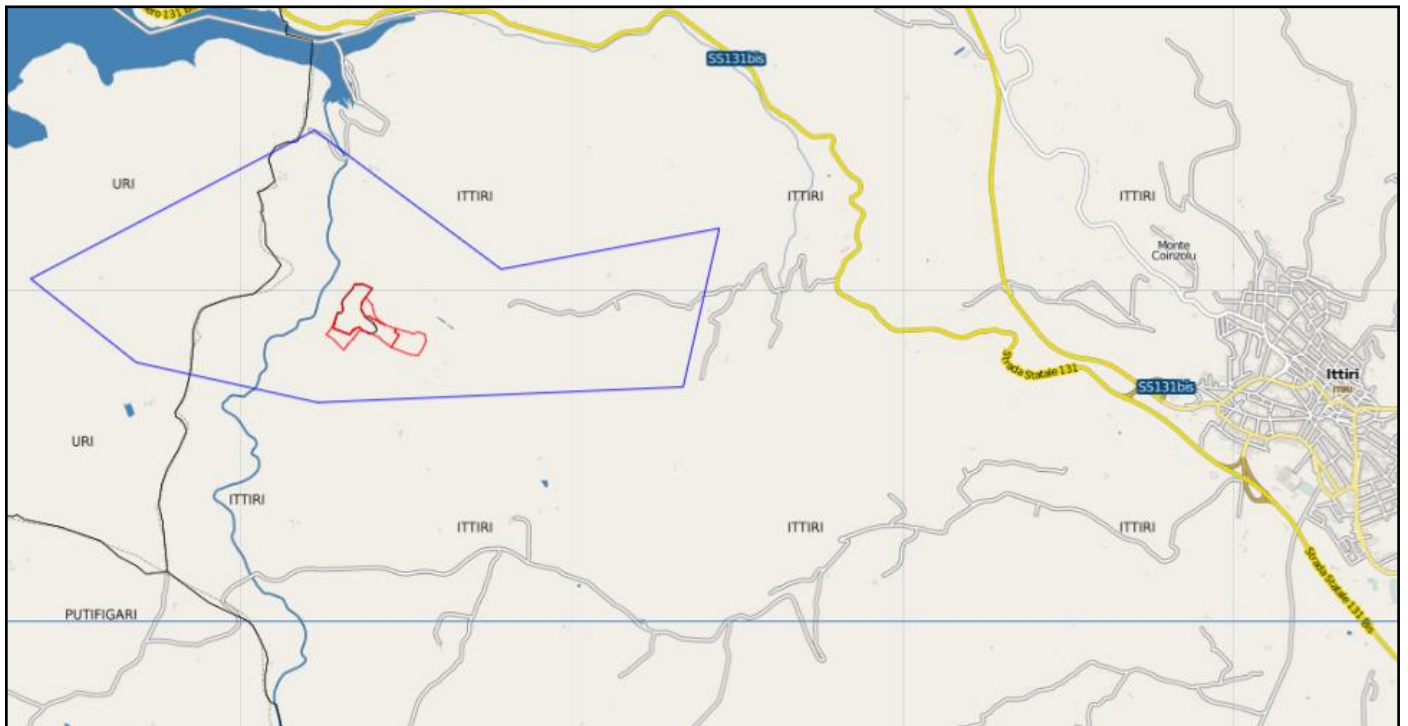 SS131bis
URI
ITTIRI
ITTIRI
ITTIRI
Monte
Coinzolu
Strada Statale 131
SS131bis
Ittiri
URI
ITTIRI
ITTIRI
ITTIRI
ITTIRI
PUTIFIGARI
Strada Statale 131 Bis